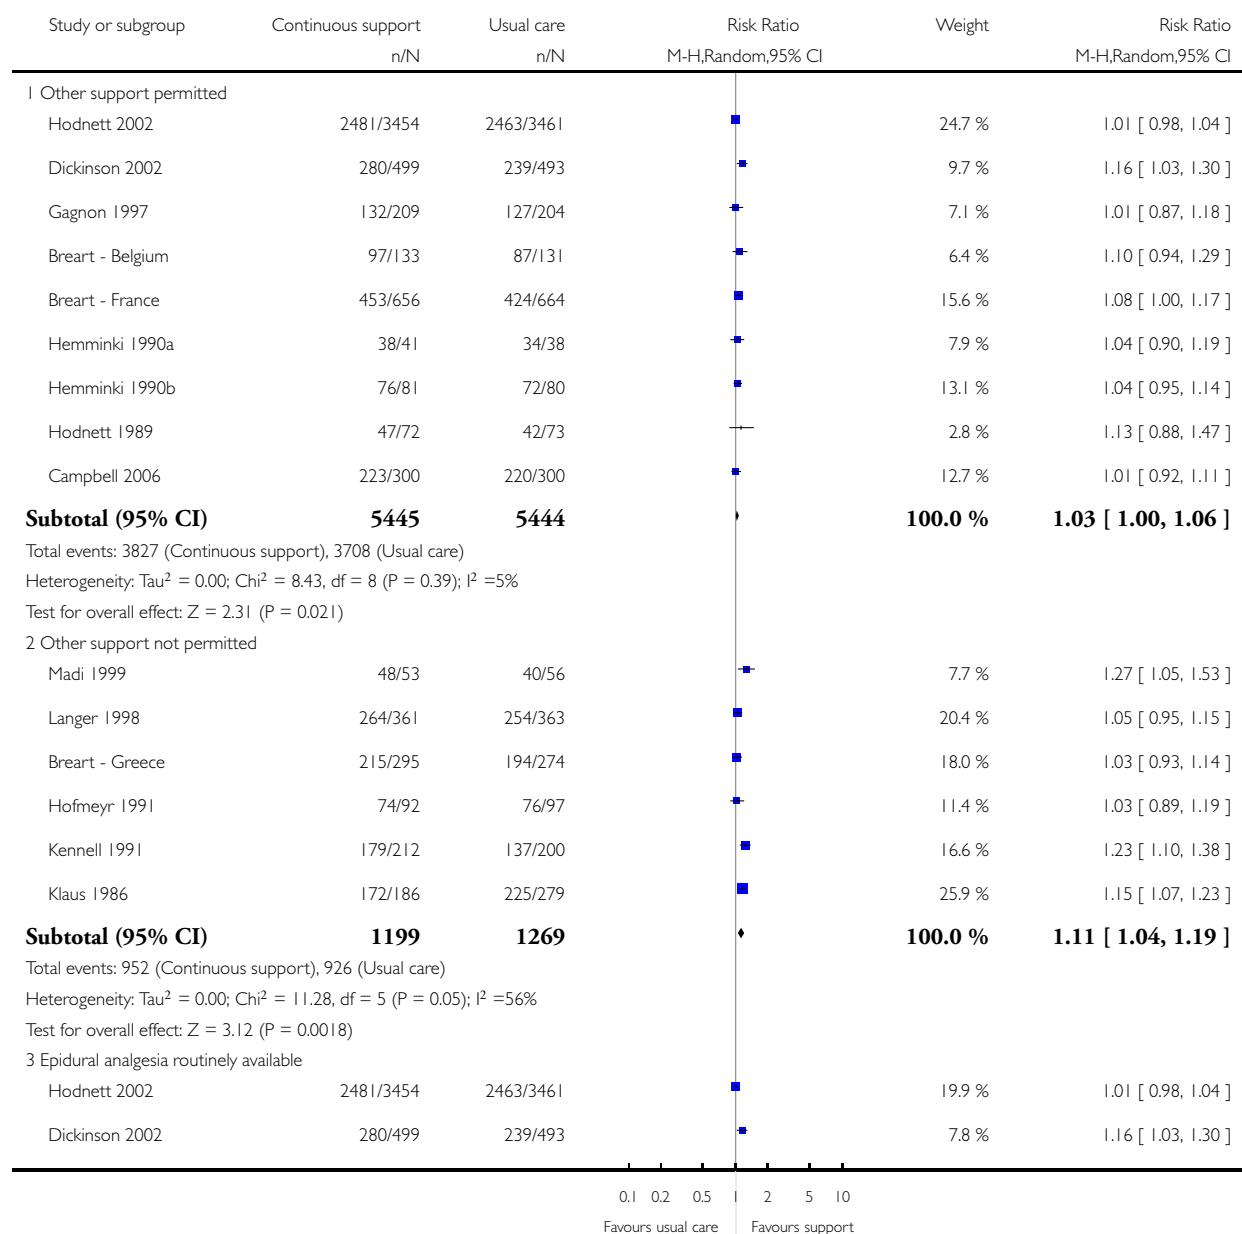 Study or subgroup Continuous support Usual care Risk Ratio Weight Risk Ratio
n/N n/N M-H,Random,95% CI M-H,Random,95% CI
1 Other support permitted
Hodnett 2002 2481/3454 2463/3461 24.7 % 1.01 [ 0.98, 1.04 ]
Dickinson 2002 280/499 239/493 9.7 % 1.16 [ 1.03, 1.30 ]
Gagnon 1997 132/209 127/204 7.1 % 1.01 [ 0.87, 1.18 ]
Breart - Belgium 97/133 87/131 6.4 % 1.10 [ 0.94, 1.29 ]
Breart - France 453/656 424/664 15.6 % 1.08 [ 1.00, 1.17 ]
Hemminki 1990a 38/41 34/38 7.9 % 1.04 [ 0.90, 1.19 ]
Hemminki 1990b 76/81 72/80 13.1 % 1.04 [ 0.95, 1.14 ]
Hodnett 1989 47/72 42/73 2.8 % 1.13 [ 0.88, 1.47 ]
Campbell 2006 223/300 220/300 12.7 % 1.01 [ 0.92, 1.11 ]
Subtotal (95% CI) 5445 5444 100.0 % 1.03 [ 1.00, 1.06 ]
Total events: 3827 (Continuous support), 3708 (Usual care)
Heterogeneity: Tau² = 0.00; Chi² = 8.43, df = 8 (P = 0.39); I² =5%
Test for overall effect: Z = 2.31 (P = 0.021)
2 Other support not permitted
Madi 1999 48/53 40/56 7.7 % 1.27 [ 1.05, 1.53 ]
Langer 1998 264/361 254/363 20.4 % 1.05 [ 0.95, 1.15 ]
Breart - Greece 215/295 194/274 18.0 % 1.03 [ 0.93, 1.14 ]
Hofmeyr 1991 74/92 76/97 11.4 % 1.03 [ 0.89, 1.19 ]
Kennell 1991 179/212 137/200 16.6 % 1.23 [ 1.10, 1.38 ]
Klaus 1986 172/186 225/279 25.9 % 1.15 [ 1.07, 1.23 ]
Subtotal (95% CI) 1199 1269 100.0 % 1.11 [ 1.04, 1.19 ]
Total events: 952 (Continuous support), 926 (Usual care)
Heterogeneity: Tau² = 0.00; Chi² = 11.28, df = 5 (P = 0.05); I² =56%
Test for overall effect: Z = 3.12 (P = 0.0018)
3 Epidural analgesia routinely available
Hodnett 2002 2481/3454 2463/3461 19.9 % 1.01 [ 0.98, 1.04 ]
Dickinson 2002 280/499 239/493 7.8 % 1.16 [ 1.03, 1.30 ]
0.1 0.2 0.5 1 2 5 10
Favours usual care Favours support